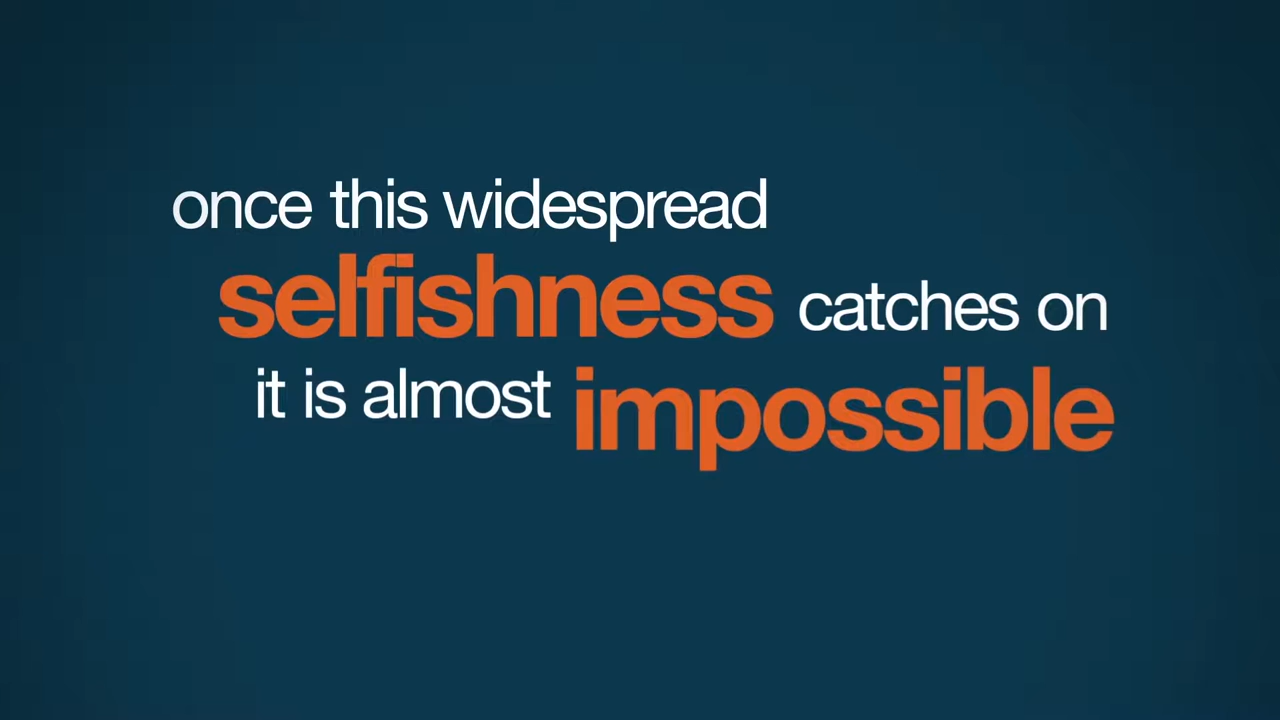 once this widespread
selfishness catches on
it is almost impossible